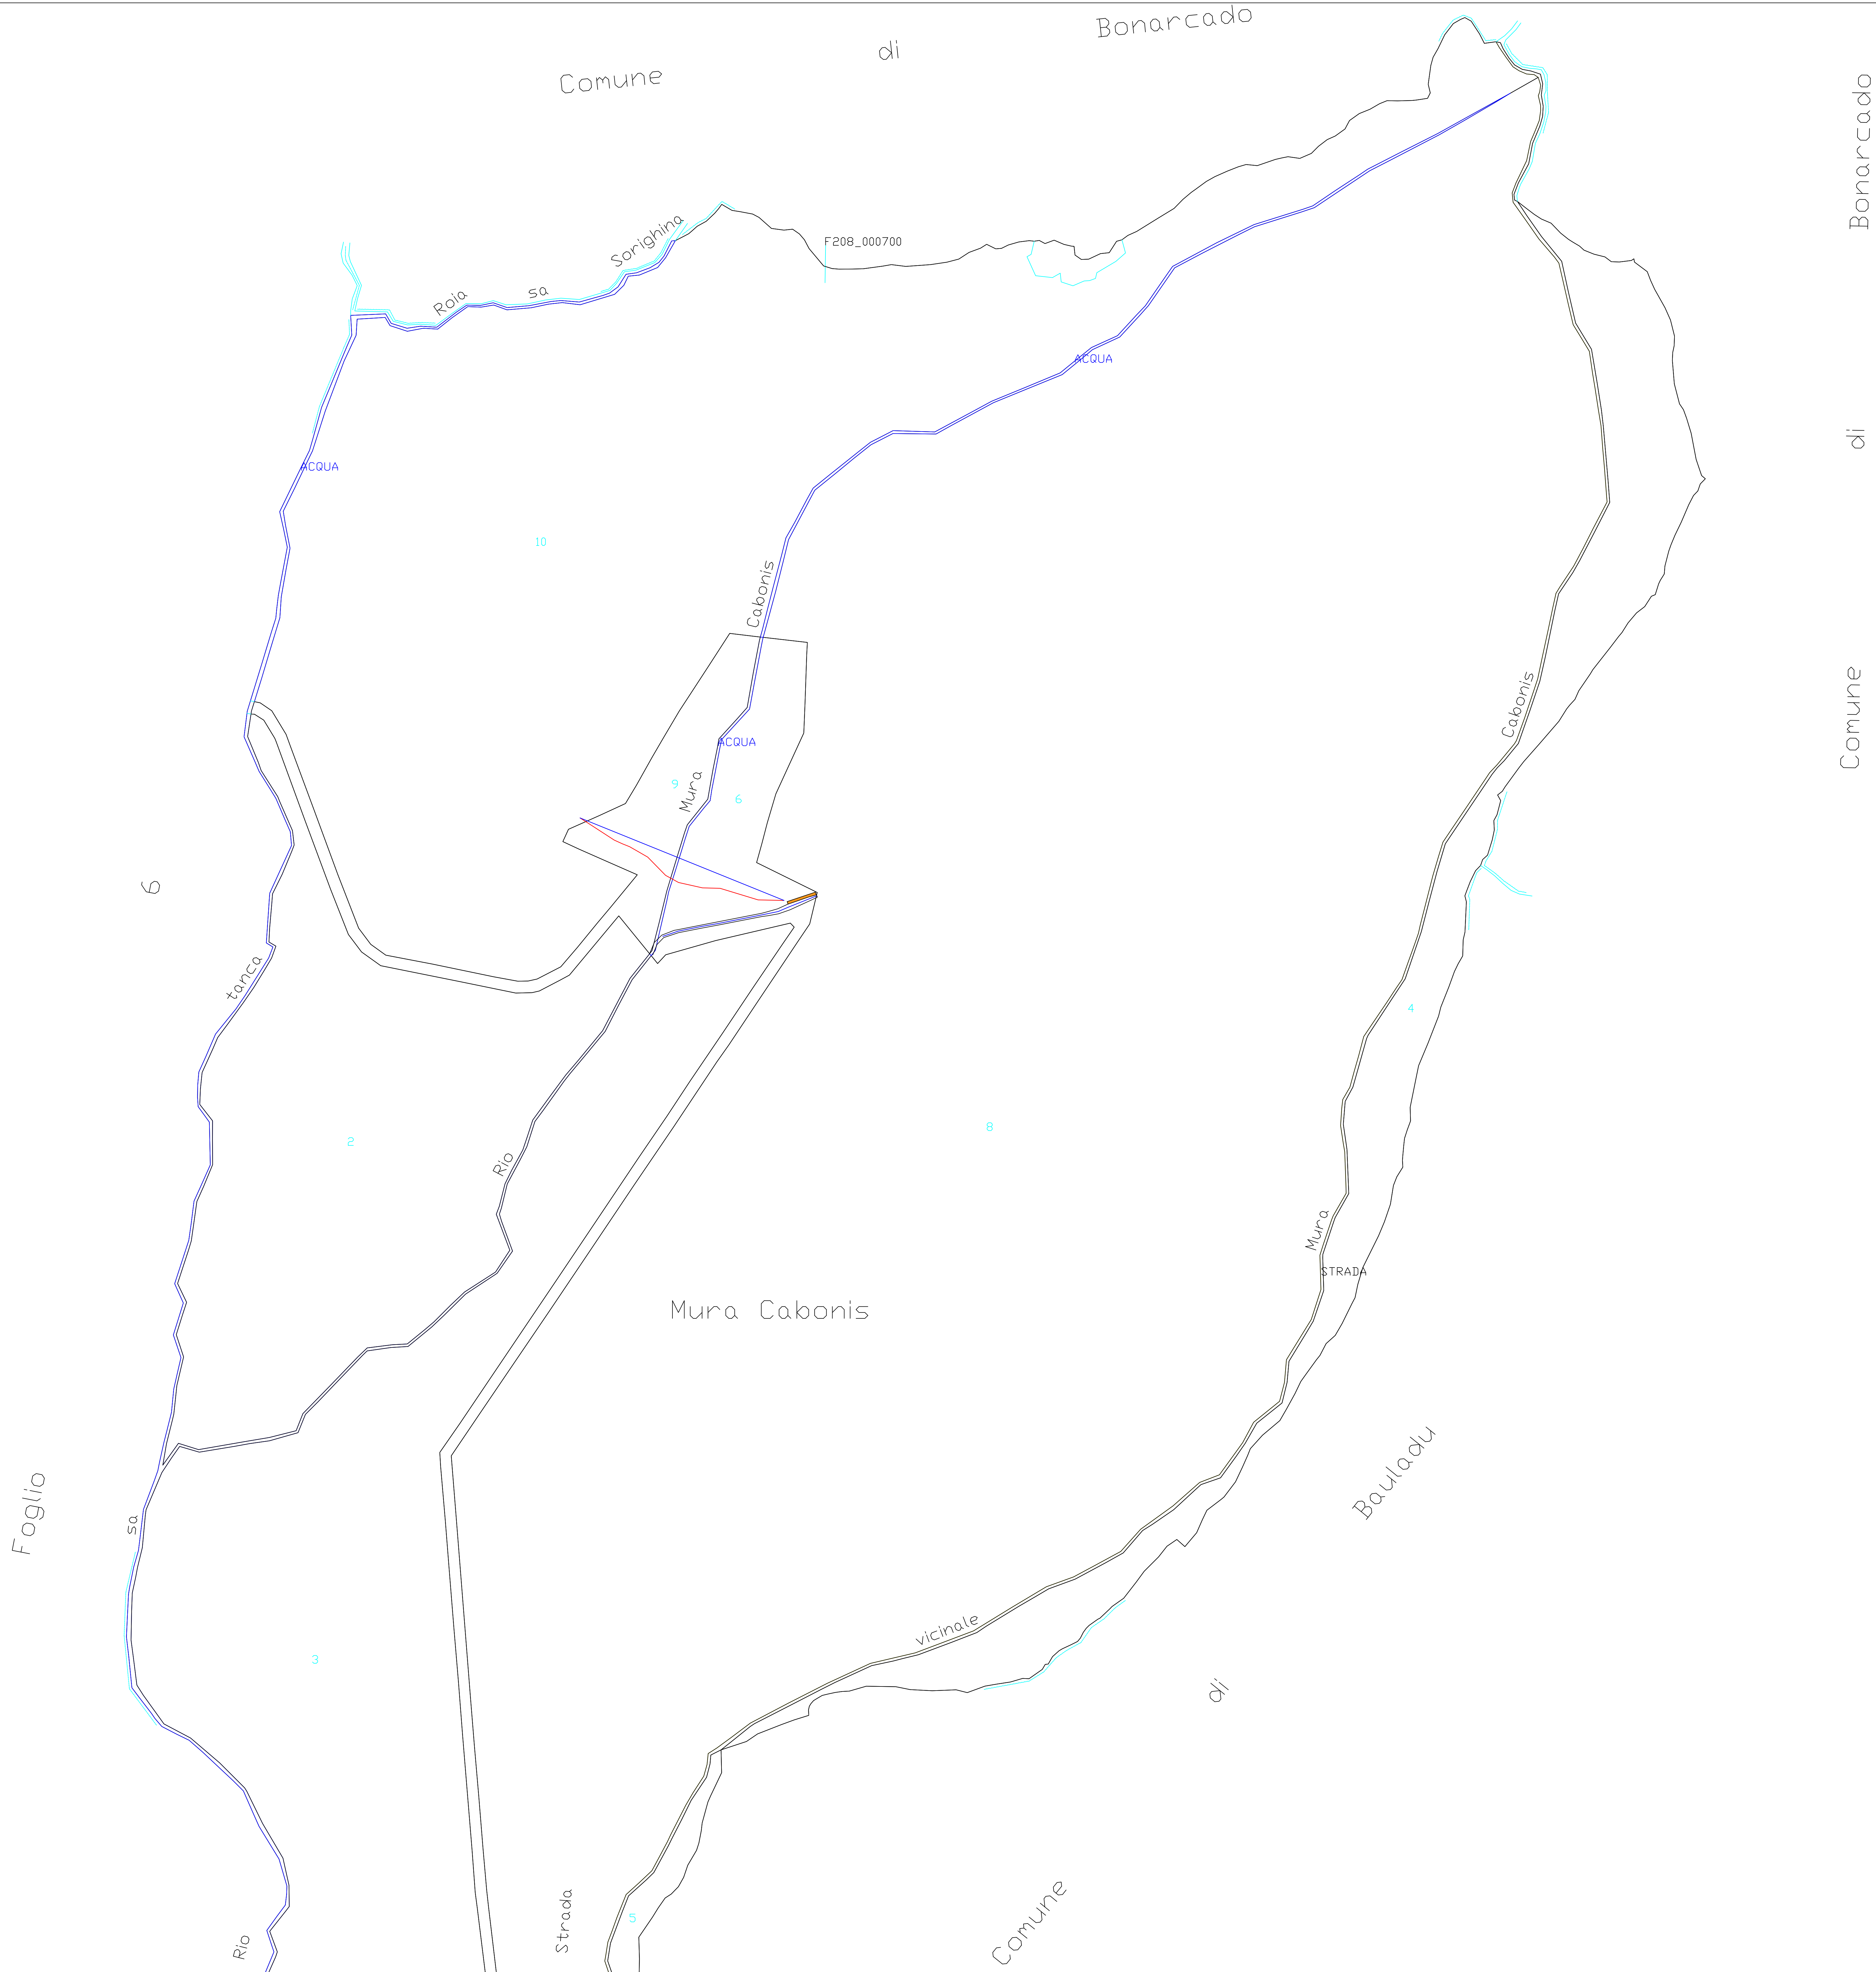 Comune di Bonarcado
Comune di Bonarcado
Roia sa Sorighina
F208_000700
ACQUA
ACQUA
10
Cabonis
Cabonis
ACQUA
9
Mura
6
6
tanca
4
2
8
Rio
Mura
STRADA
Mura Cabonis
Foglio
sa
Bauladu
vicinale
3
di
Comune
Strada
5
Rio